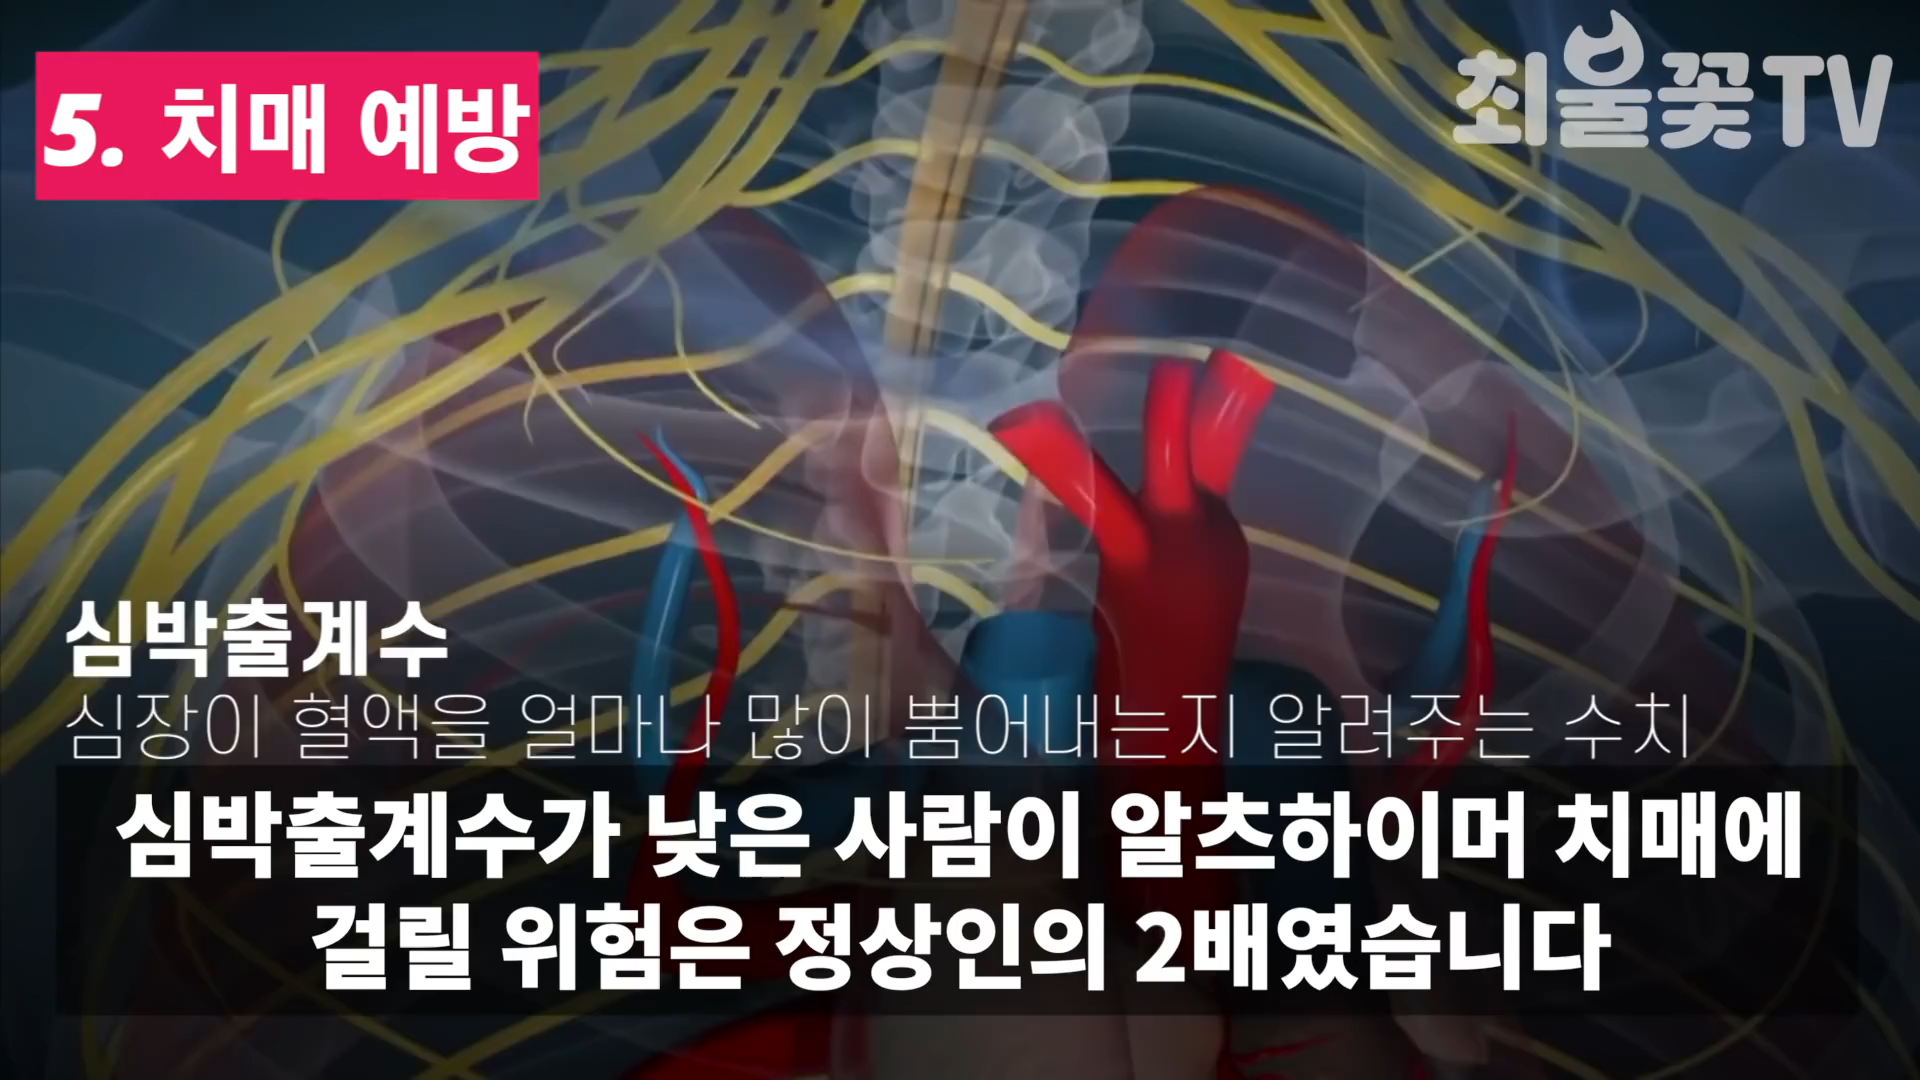 5. 치매 예방
최울꽃TV
심박출계수
심장이 혈액을 얼마나 많이 뿜어내는지 알려주는 수치
심박출계수가 낮은 사람이 알츠하이머 치매에
걸릴 위험은 정상인의 2배였습니다